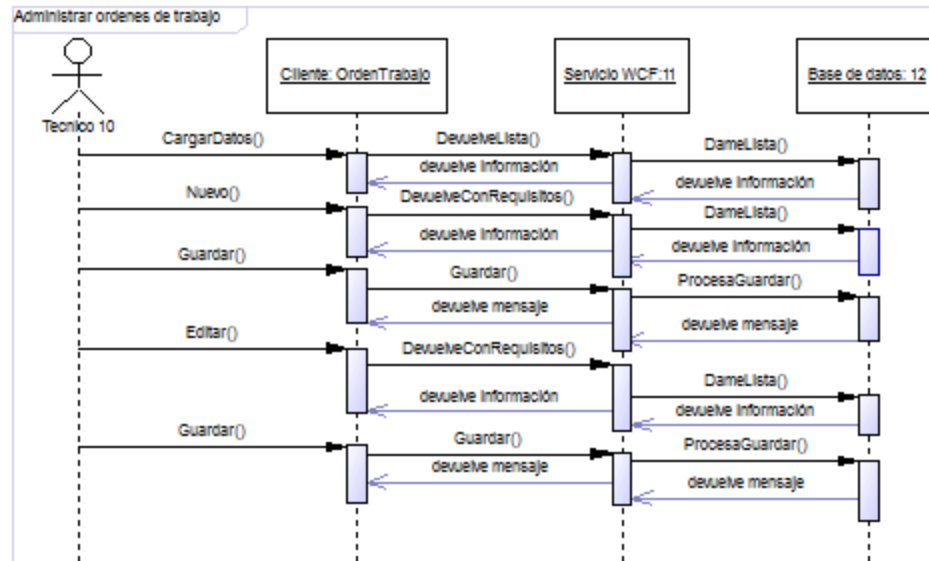 Administrar ordenes de trabajo
Cliente: OrdenTrabajo
Servicio WCF:11
Base de datos: 12
Tecnico 10
CargarDatos()
DevuelveLista()
DameLista()
devuelve información
devuelve información
Nuevo()
DevuelveConRequisitos()
DameLista()
devuelve información
devuelve información
Guardar()
Guardar()
ProcesaGuardar()
devuelve mensaje
devuelve mensaje
Editar()
DevuelveConRequisitos()
DameLista()
devuelve información
devuelve información
Guardar()
Guardar()
ProcesaGuardar()
devuelve mensaje
devuelve mensaje